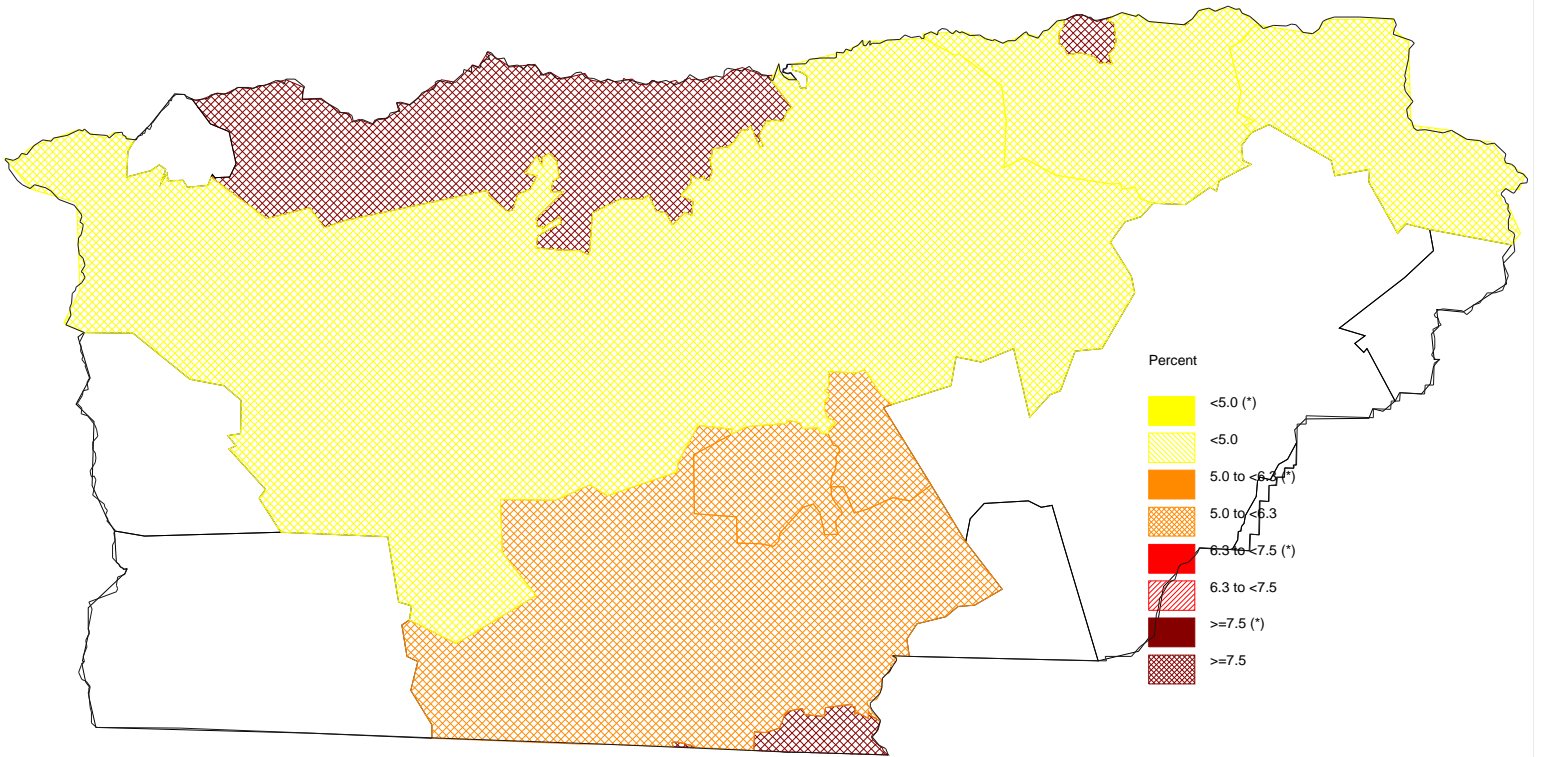 Percent
<5.0 (*)
<5.0
5.0 to <6.3 (*)
5.0 to <6.3
6.3 to <7.5 (*)
6.3 to <7.5
>=7.5 (*)
>=7.5